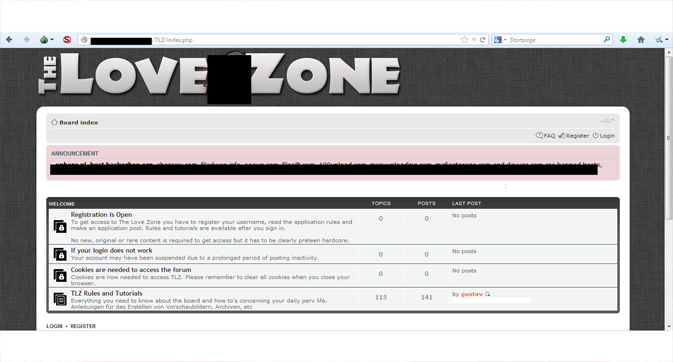 /TLZ/index.php
Startpage
THE LOVE ZONE
Board index
FAQ Register Login
ANNOUNCEMENT
WELCOME TOPICS POSTS LAST POST
Registration is Open 0 0 No posts
To get access to The Love Zone you have to register your username, read the application rules and
make an application post. Rules and tutorials are available after you sign in.
No new, original or rare content is required to get access but it has to be clearly preteen hardcore.
If your login does not work 0 0 No posts
Your account may have been suspended due to a prolonged period of posting inactivity.
Cookies are needed to access the forum 0 0 No posts
Cookies are now needed to access TLZ. Please remember to clear all cookies when you close your
browser.
TLZ Rules and Tutorials 115 141 by gustav
Everything you need to know about the board and how to's concerning your daily perv life.
Anleitungen für das Erstellen von Vorschaubildern, Archiven, etc
LOGIN • REGISTER